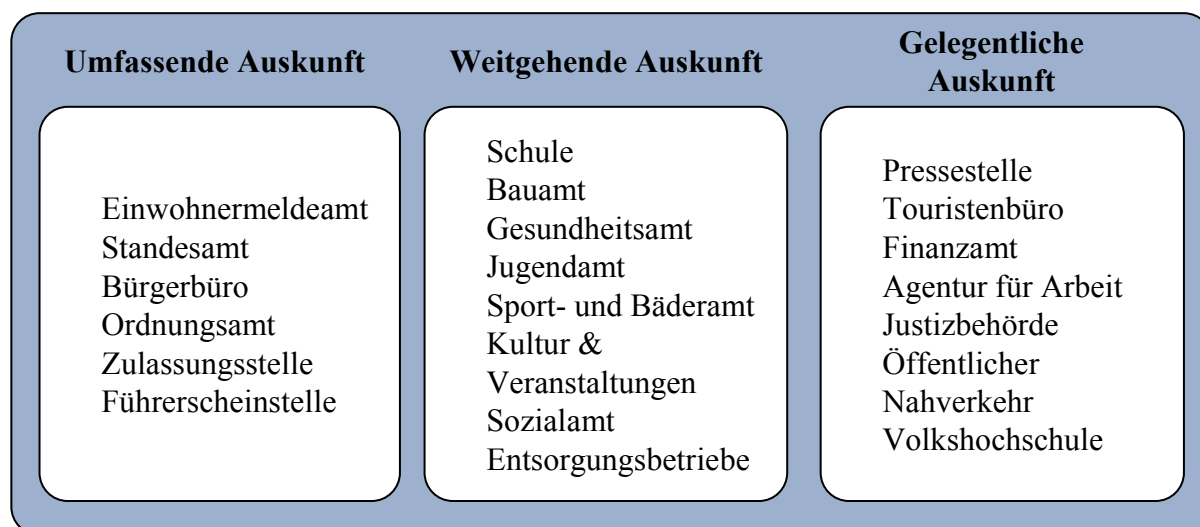 Umfassende Auskunft
Einwohnermeldeamt
Standesamt
Bürgerbüro
Ordnungsamt
Zulassungsstelle
Führerscheinstelle
Weitgehende Auskunft
Schule
Bauamt
Gesundheitsamt
Jugendamt
Sport- und Bäderamt
Kultur &
Veranstaltungen
Sozialamt
Entsorgungsbetriebe
Gelegentliche
Auskunft
Pressestelle
Touristenbüro
Finanzamt
Agentur für Arbeit
Justizbehörde
Öffentlicher
Nahverkehr
Volkshochschule